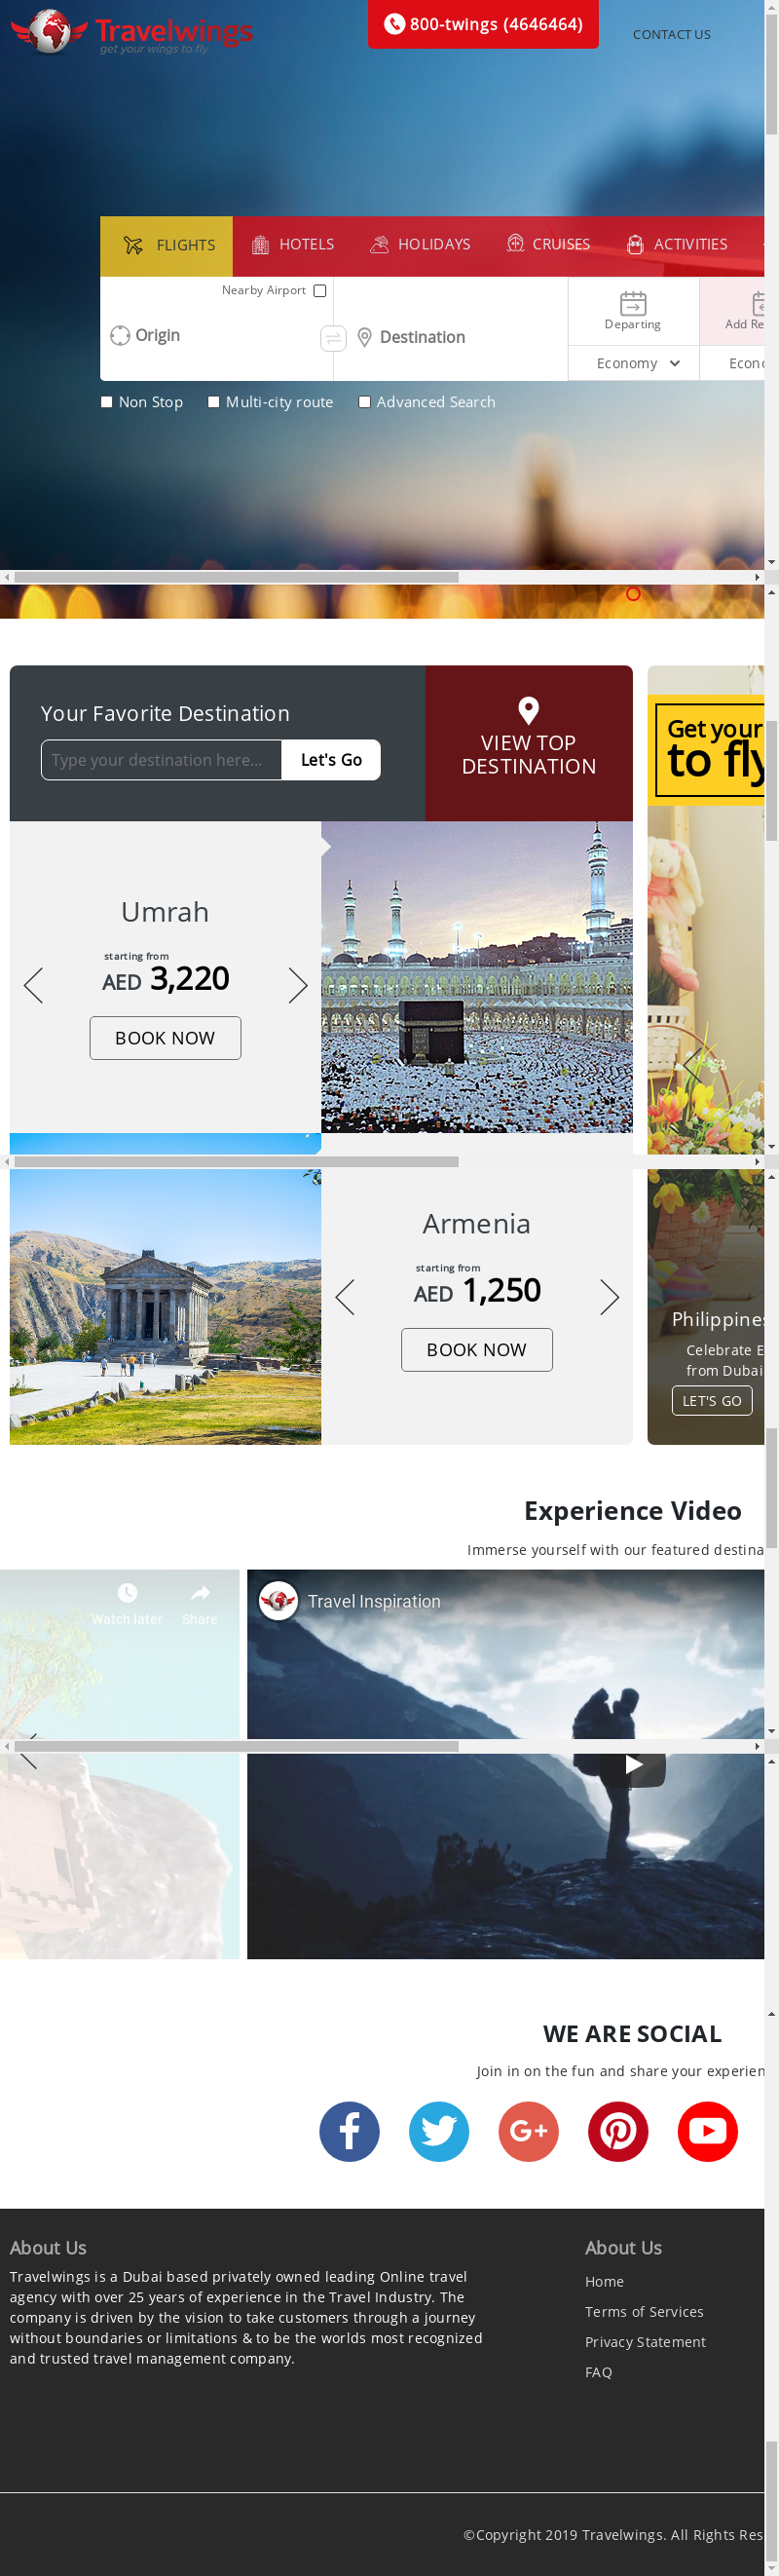 Travelwings
get your wings to fly
800-twings (4646464)
CONTACT US
FLIGHTS
HOTELS
HOLIDAYS
CRUISES
ACTIVITIES
Nearby Airport
Origin
Destination
Departing
Add Re
Economy
Econo
Non Stop
Multi-city route
Advanced Search
Your Favorite Destination
Type your destination here...
Let's Go
VIEW TOP
DESTINATION
Get your
to fly
Umrah
starting from
AED 3,220
BOOK NOW
Armenia
starting from
AED 1,250
BOOK NOW
Philippines
Celebrate E
from Dubai
LET'S GO
Experience Video
Immerse yourself with our featured destina
Watch later
Share
Travel Inspiration
WE ARE SOCIAL
Join in on the fun and share your experien
About Us
Travelwings is a Dubai based privately owned leading Online travel
agency with over 25 years of experience in the Travel Industry. The
company is driven by the vision to take customers through a journey
without boundaries or limitations & to be the worlds most recognized
and trusted travel management company.
About Us
Home
Terms of Services
Privacy Statement
FAQ
©Copyright 2019 Travelwings. All Rights Res